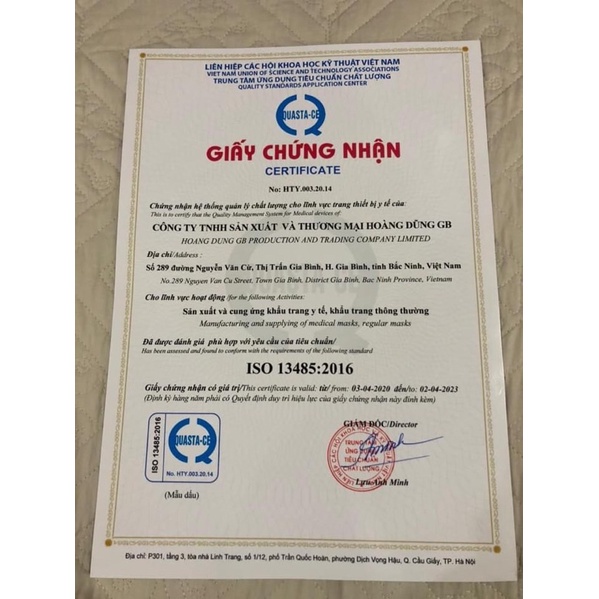 LIÊN HIỆP CÁC HỘI KHOA HỌC KỸ THUẬT VIỆT NAM
VIET NAM UNION OF SCIENCE AND TECHNOLOGY ASSOCIATIONS
TRUNG TÂM ỨNG DỤNG TIÊU CHUẨN CHẤT LƯỢNG
QUALITY STANDARDS APPLICATION CENTER
QUASTA-CE
GIẤY CHỨNG NHẬN
CERTIFICATE
No: HTY.003.20.14
Chứng nhận hệ thống quản lý chất lượng cho lĩnh vực trang thiết bị y tế của:
This is to certify that the Quality Management System for Medical devices of:
CÔNG TY TNHH SẢN XUẤT VÀ THƯƠNG MẠI HOÀNG DŨNG GB
HOANG DUNG GB PRODUCTION AND TRADING COMPANY LIMITED
Địa chỉ/Address :
Số 289 đường Nguyễn Văn Cừ, Thị Trấn Gia Bình, H. Gia Bình, tỉnh Bắc Ninh, Việt Nam
No.289 Nguyen Van Cu Street, Town Gia Binh, District Gia Binh, Bac Ninh Province, Vietnam
Cho lĩnh vực hoạt động /for the following Activities:
Sản xuất và cung ứng khẩu trang y tế, khẩu trang thông thường
Manufacturing and supplying of medical masks, regular masks
Đã được đánh giá phù hợp với yêu cầu của tiêu chuẩn/
Has been assessed and found to conform with the requirements of the following standard
ISO 13485:2016
Giấy chứng nhận có giá trị/This certificate is valid: từ/ from: 03-04-2020 đến/to: 02-04-2023
(Định kỳ hàng năm phải có Quyết định duy trì hiệu lực của giấy chứng nhận này đính kèm)
GIÁM ĐỐC/Director
ISO 13485:2016
QUASTA-CE
No. HTY.003.20.14
(Mẫu dấu)
TRUNG TÂM
ỨNG DỤNG
TIÊU CHUẨN
CHẤT LƯỢNG
Lưu Anh Minh
Địa chỉ: P301, tầng 3, tòa nhà Linh Trang, số 1/12, phố Trần Quốc Hoàn, phường Dịch Vọng Hậu, Q. Cầu Giấy, TP. Hà Nội